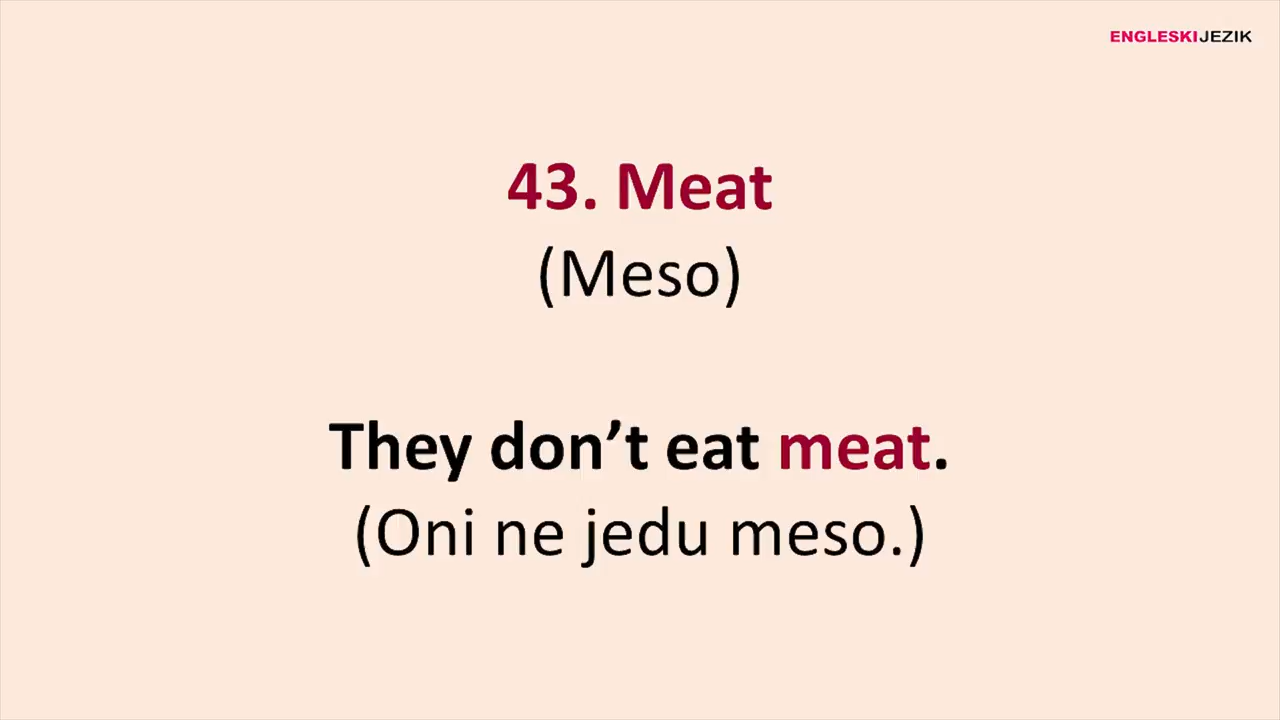 ENGLESKIJEZIK
43. Meat
(Meso)
They don’t eat meat.
(Oni ne jedu meso.)